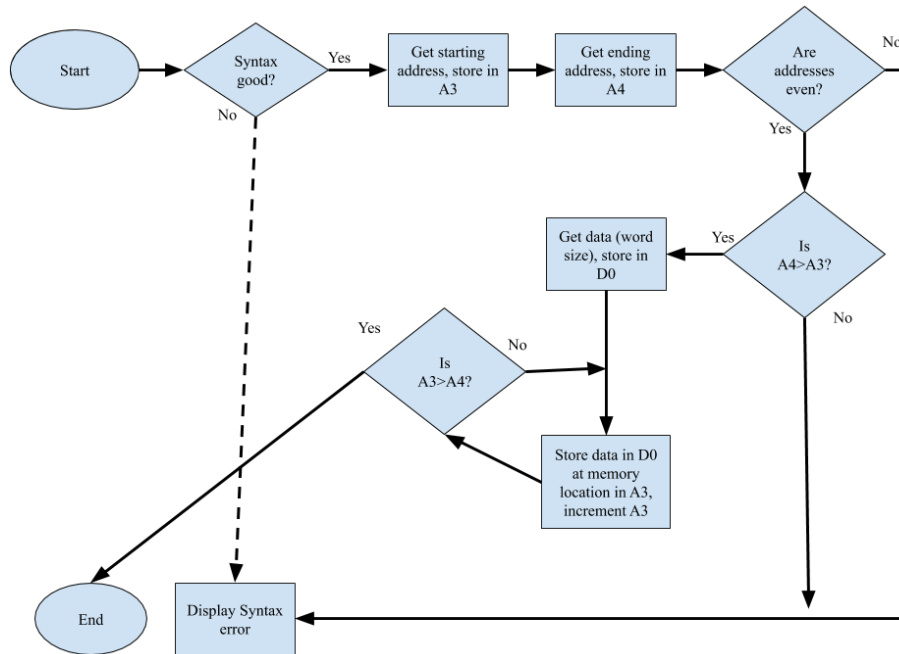 Start
Syntax
good?
Yes
No
Get starting
address, store in
A3
Get ending
address, store in
A4
Are
addresses
even?
No
Yes
Is
A4>A3?
Yes
No
Get data (word
size), store in
D0
Is
A3>A4?
Yes
No
Store data in D0
at memory
location in A3,
increment A3
End
Display Syntax
error